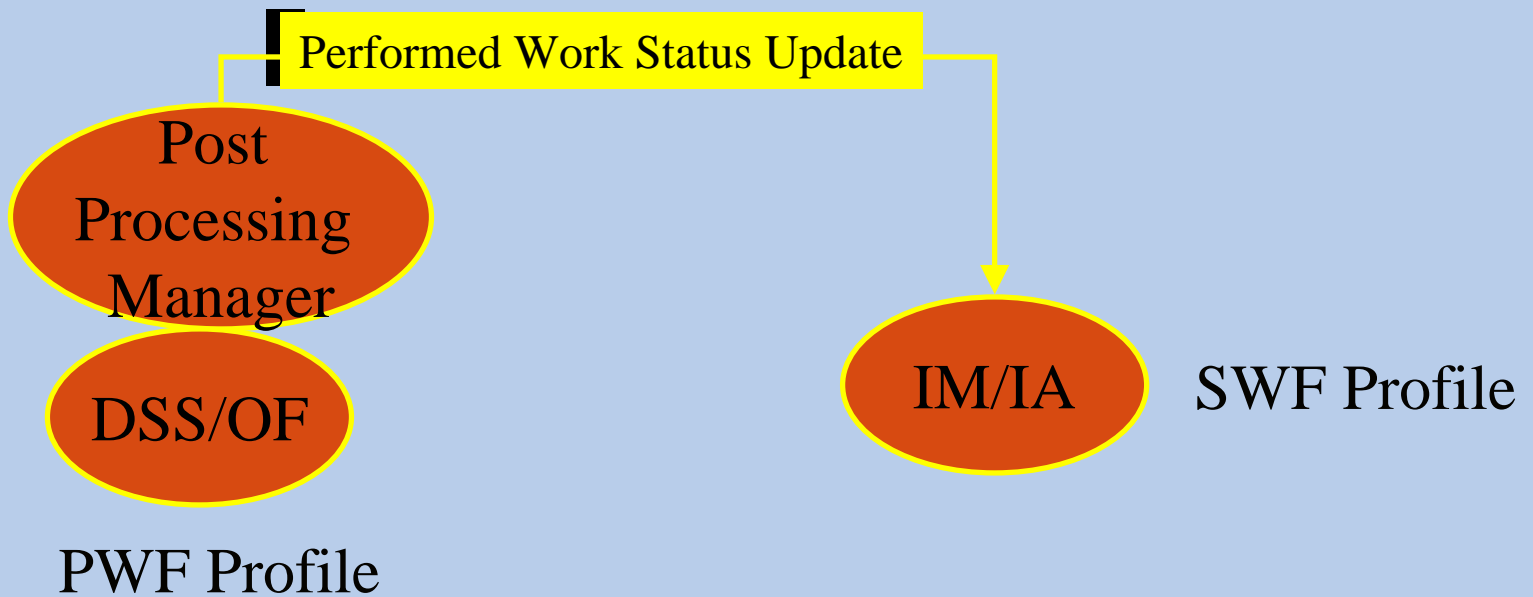 Performed Work Status Update
Post
Processing
Manager
DSS/OF
IM/IA
SWF Profile
PWF Profile